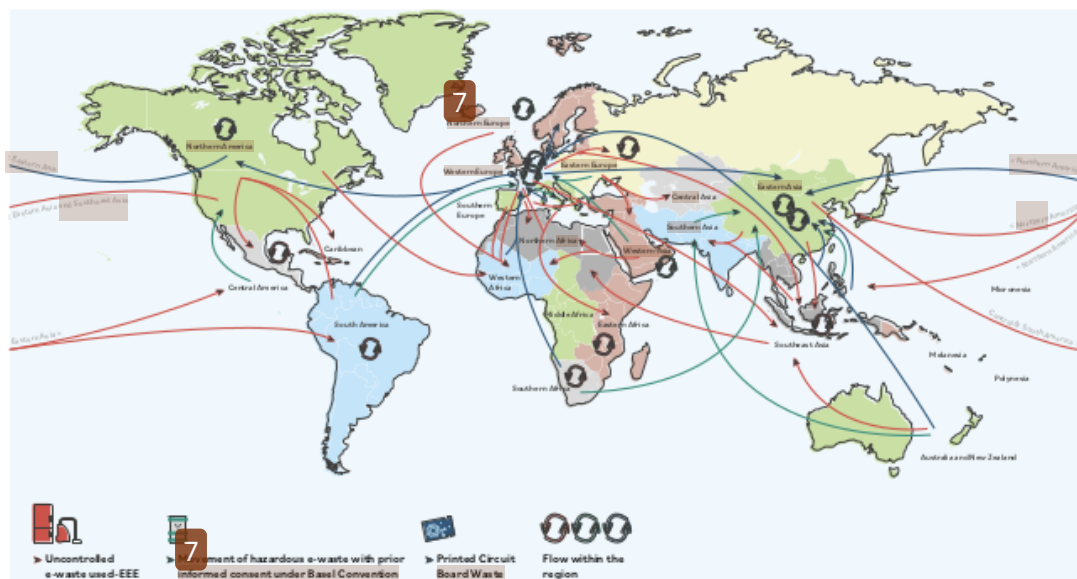 7
Northern Europe
Northern America
Western Europe
Eastern Europe
Eastern Asia
Central Asia
Southern
Europe
Southern Asia
Northern Africa
Western Asia
Caribbean
Western
Africa
Central America
Micronesia
Middle Africa
Eastern Africa
South America
Southeast Asia
Melanesia
Polynesia
Southern Africa
Australia and New Zealand
7
Uncontrolled
e-waste used-EEE
Movement of hazardous e-waste with prior
informed consent under Basel Convention
Printed Circuit
Board Waste
Flow within the
region